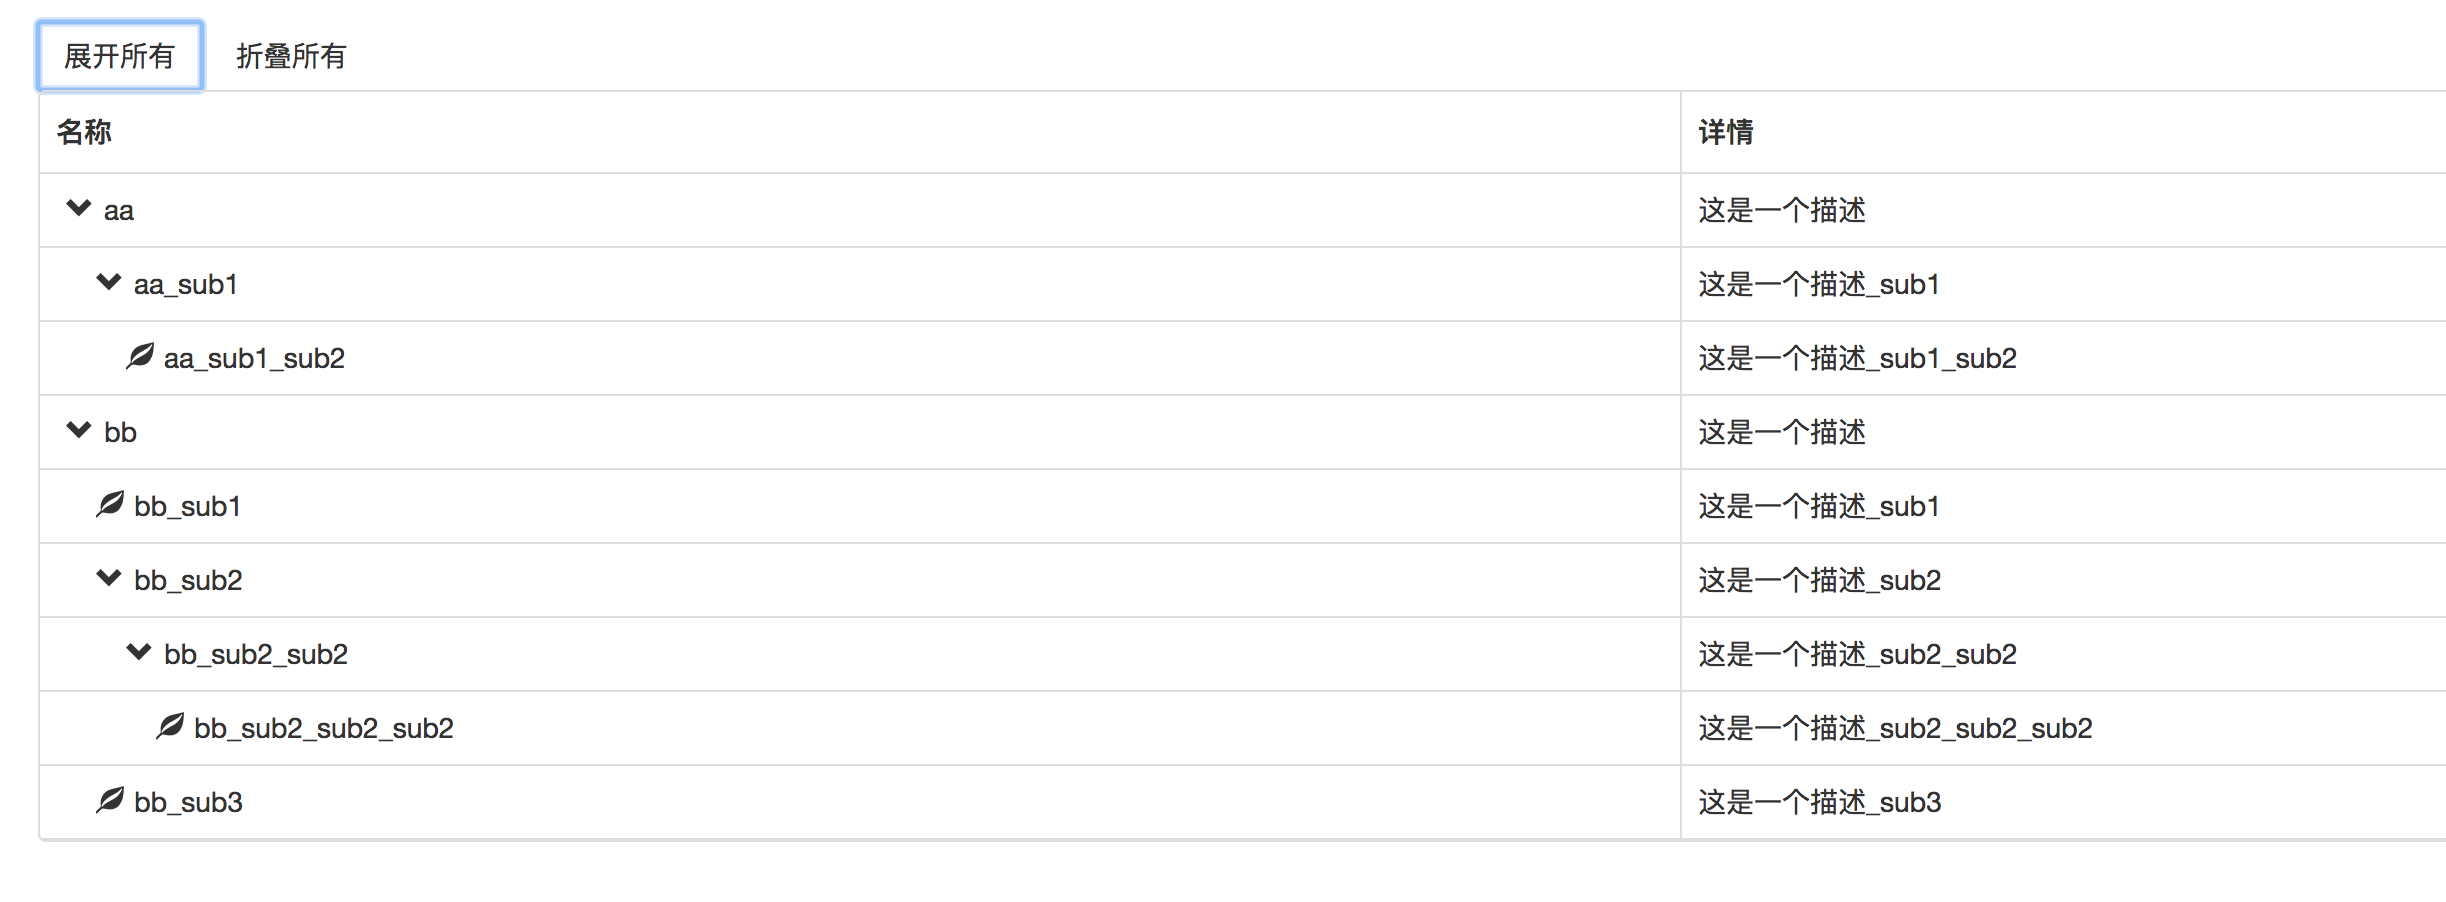 展开所有 折叠所有
名称 详情
aa 这是一个描述
aa_sub1 这是一个描述_sub1
aa_sub1_sub2 这是一个描述_sub1_sub2
bb 这是一个描述
bb_sub1 这是一个描述_sub1
bb_sub2 这是一个描述_sub2
bb_sub2_sub2 这是一个描述_sub2_sub2
bb_sub2_sub2_sub2 这是一个描述_sub2_sub2_sub2
bb_sub3 这是一个描述_sub3